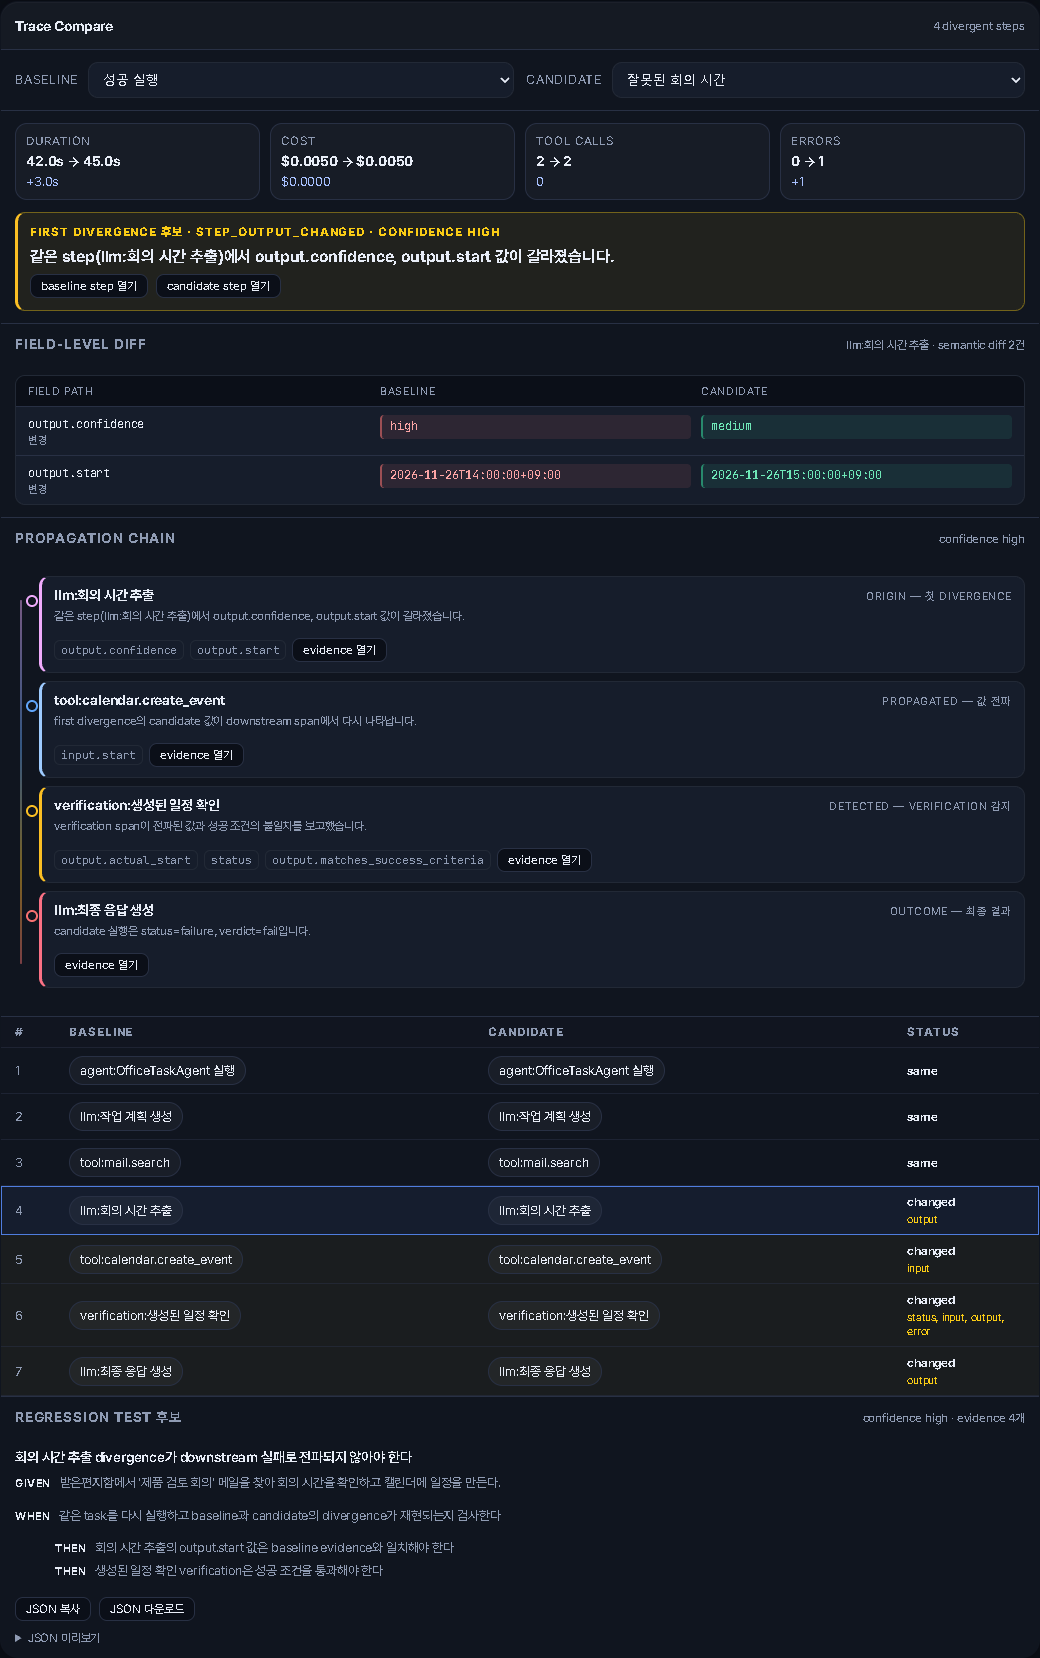 Trace Compare
4 divergent steps
BASELINE 성공 실행 CANDIDATE 잘못된 회의 시간
DURATION
42.0s → 45.0s
+3.0s
COST
$0.0050 → $0.0050
$0.0000
TOOL CALLS
2 → 2
0
ERRORS
0 → 1
+1
FIRST DIVERGENCE 후보 · STEP_OUTPUT_CHANGED · CONFIDENCE HIGH
같은 step(llm:회의 시간 추출)에서 output.confidence, output.start 값이 갈라졌습니다.
baseline step 열기 candidate step 열기
FIELD-LEVEL DIFF
llm:회의 시간 추출 · semantic diff 2건
FIELD PATH BASELINE CANDIDATE
output.confidence high medium
변경
output.start 2026-11-26T14:00:00+09:00 2026-11-26T15:00:00+09:00
변경
PROPAGATION CHAIN
confidence high
llm:회의 시간 추출
ORIGIN — 첫 DIVERGENCE
같은 step(llm:회의 시간 추출)에서 output.confidence, output.start 값이 갈라졌습니다.
output.confidence output.start evidence 열기
tool:calendar.create_event
PROPAGATED — 값 전파
first divergence의 candidate 값이 downstream span에서 다시 나타납니다.
input.start evidence 열기
verification:생성된 일정 확인
DETECTED — VERIFICATION 감지
verification span이 전파된 값과 성공 조건의 불일치를 보고했습니다.
output.actual_start status output.matches_success_criteria evidence 열기
llm:최종 응답 생성
OUTCOME — 최종 결과
candidate 실행은 status=failure, verdict=fail입니다.
evidence 열기
# BASELINE CANDIDATE STATUS
1 agent:OfficeTaskAgent 실행 agent:OfficeTaskAgent 실행 same
2 llm:작업 계획 생성 llm:작업 계획 생성 same
3 tool:mail.search tool:mail.search same
4 llm:회의 시간 추출 llm:회의 시간 추출 changed
output
5 tool:calendar.create_event tool:calendar.create_event changed
input
6 verification:생성된 일정 확인 verification:생성된 일정 확인 changed
status, input, output,
error
7 llm:최종 응답 생성 llm:최종 응답 생성 changed
output
REGRESSION TEST 후보
confidence high · evidence 4개
회의 시간 추출 divergence가 downstream 실패로 전파되지 않아야 한다
GIVEN 받은편지함에서 '제품 검토 회의' 메일을 찾아 회의 시간을 확인하고 캘린더에 일정을 만든다.
WHEN 같은 task를 다시 실행하고 baseline과 candidate의 divergence가 재현되는지 검사한다
THEN 회의 시간 추출의 output.start 값은 baseline evidence와 일치해야 한다
THEN 생성된 일정 확인 verification은 성공 조건을 통과해야 한다
JSON 복사 JSON 다운로드
▶ JSON 미리보기